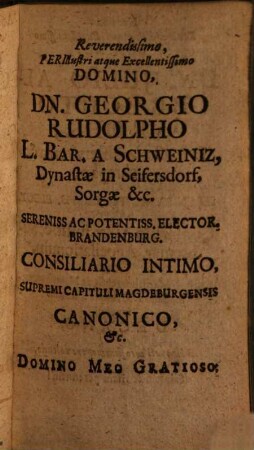 Reverendissimo,
PERIllustri atque Excellentissimo
DOMINO,
DN. GEORGIO
RUDOLPHO
L. BAR. A SCHWEINIZ,
Dynastæ in Seifersdorf,
Sorgæ &c.
SERENISS AC POTENTISS. ELECTOR.
BRANDENBURG.
CONSILIARIO INTIMO,
SUPREMI CAPITULI MAGDEBURGENSIS
CANONICO,
&c.
DOMINO MEO GRATIOSO.